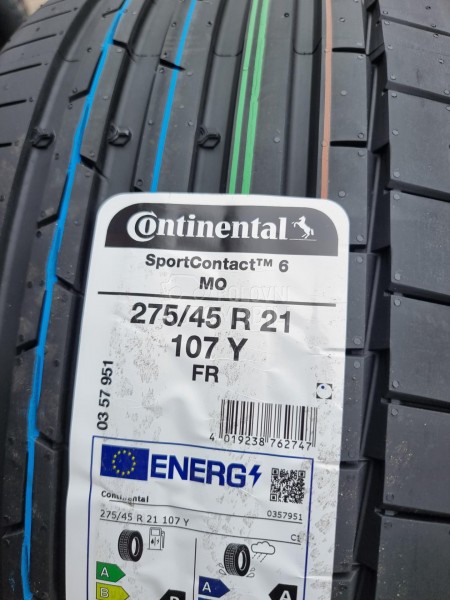 Continental
SportContact™ 6
MO
275/45 R 21
107 Y
FR
03 57 951
4 019238 762747
ENERG
Continental
0357951
275/45 R 21 107 Y
C1
A
B
A
A